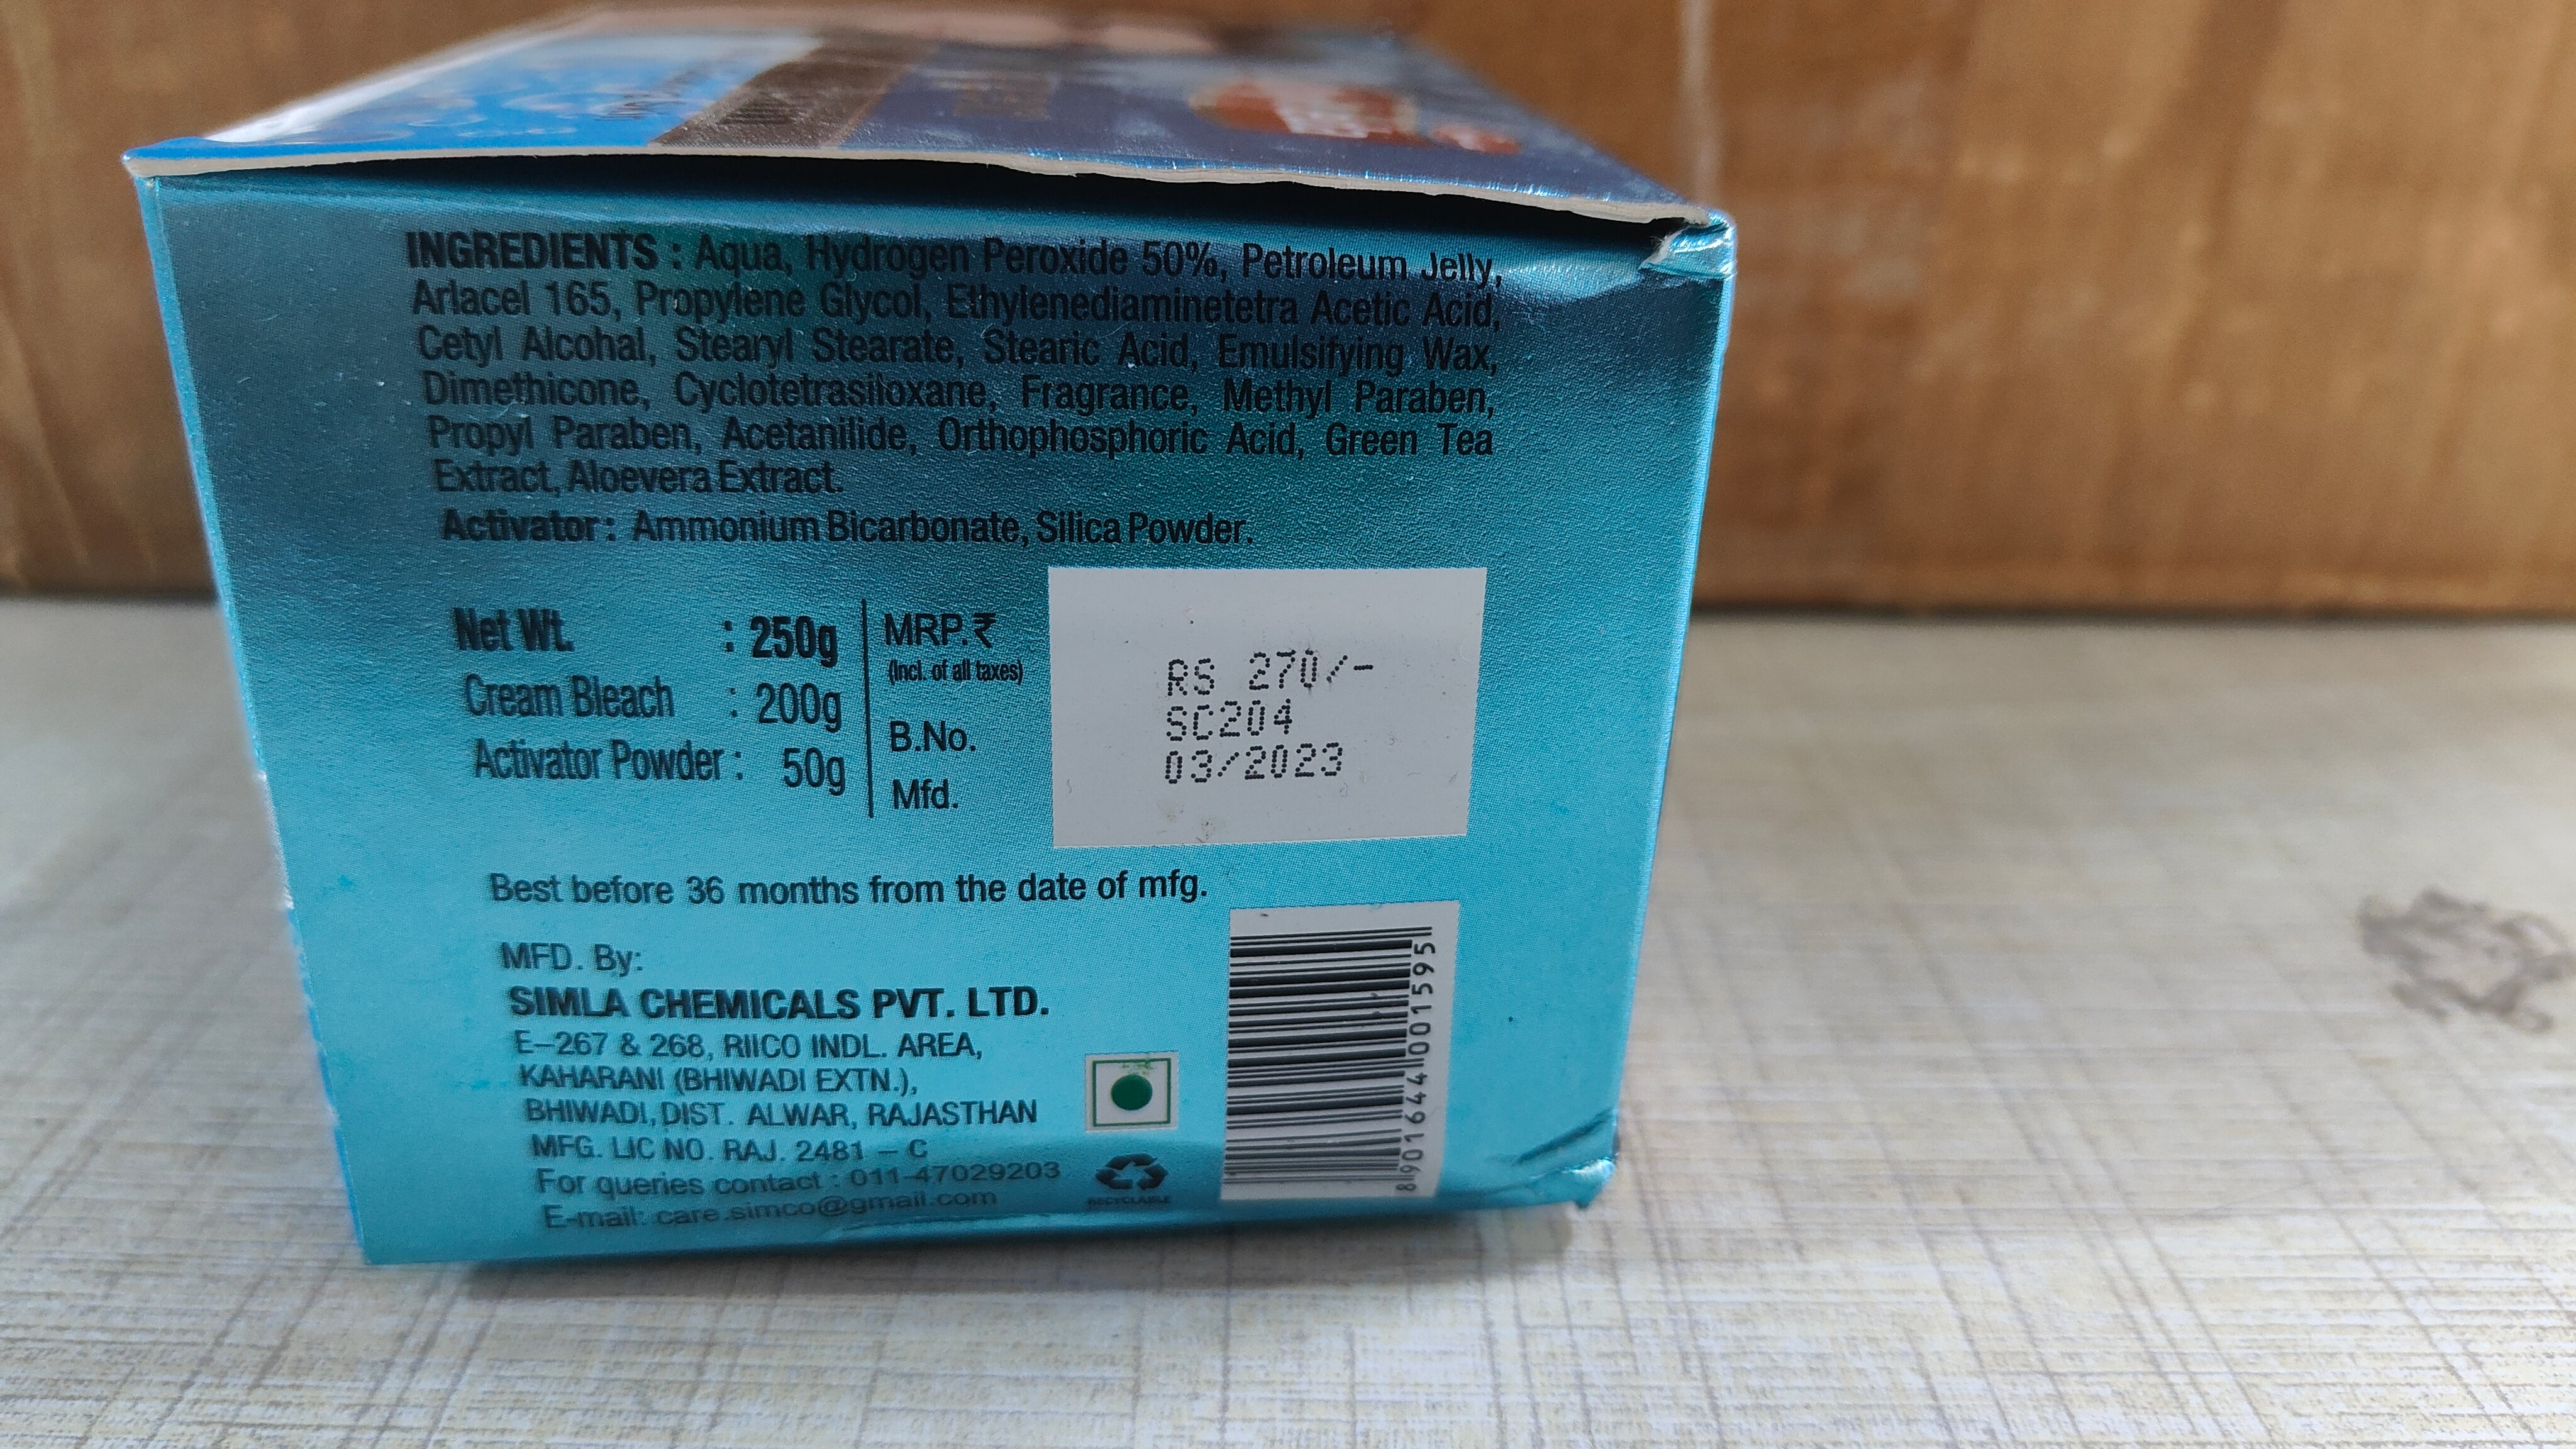 INGREDIENTS : Aqua, Hydrogen Peroxide 50%, Petroleum Jelly,
Arlacel 165, Propylene Glycol, Ethylenediaminetetra Acetic Acid,
Cetyl Alcohal, Stearyl Stearate, Stearic Acid, Emulsifying Wax,
Dimethicone, Cyclotetrasiloxane, Fragrance, Methyl Paraben,
Propyl Paraben, Acetanilide, Orthophosphoric Acid, Green Tea
Extract, Aloevera Extract.
Activator : Ammonium Bicarbonate, Silica Powder.
Net Wt. : 250g
Cream Bleach : 200g
Activator Powder : 50g
MRP.₹
(Incl. of all taxes)
B.No.
Mfd.
RS 270/-
SC204
03/2023
Best before 36 months from the date of mfg.
MFD. By:
SIMLA CHEMICALS PVT. LTD.
E-267 & 268, RIICO INDL. AREA,
KAHARANI (BHIWADI EXTN.),
BHIWADI, DIST. ALWAR, RAJASTHAN
MFG. LIC NO. RAJ. 2481 - C
For queries contact : 011-47029203
E-mail: care.simco@gmail.com
RECYCLABLE
8901644001595